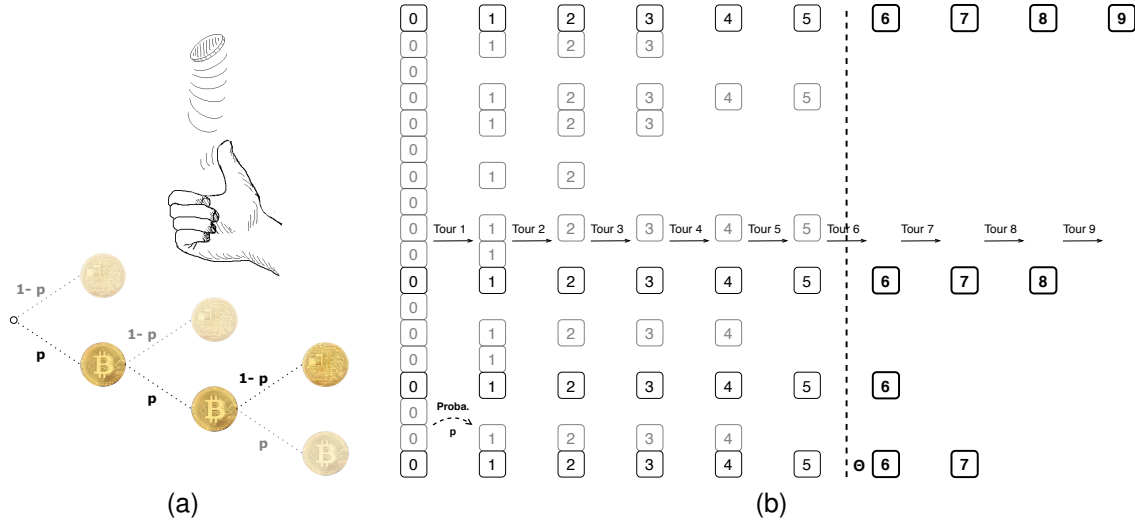 1- p
p
1- p
p
1- p
p
(a)
0 1 2 3 4 5 6 7 8 9
0 1 2 3
0
0 1 2 3 4 5
0 1 2 3
0
0 1 2
0
0 Tour 1 1 Tour 2 2 Tour 3 3 Tour 4 4 Tour 5 5 Tour 6 Tour 7 Tour 8 Tour 9
0 1
0 1 2 3 4 5 6 7 8
0
0 1 2 3 4
0 1
0 1 2 3 4 5 6
0 Proba.
p
0 1 2 3 4
0 1 2 3 4 5 Θ 6 7
(b)